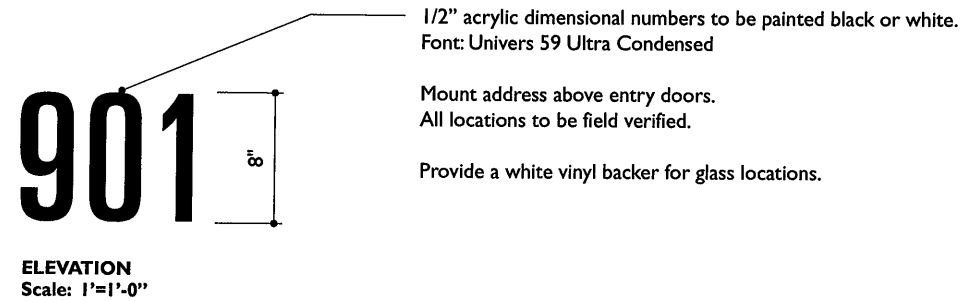 1/2” acrylic dimensional numbers to be painted black or white.
Font: Univers 59 Ultra Condensed
Mount address above entry doors.
All locations to be field verified.
Provide a white vinyl backer for glass locations.
901
8"
ELEVATION
Scale: 1’=1’-0”